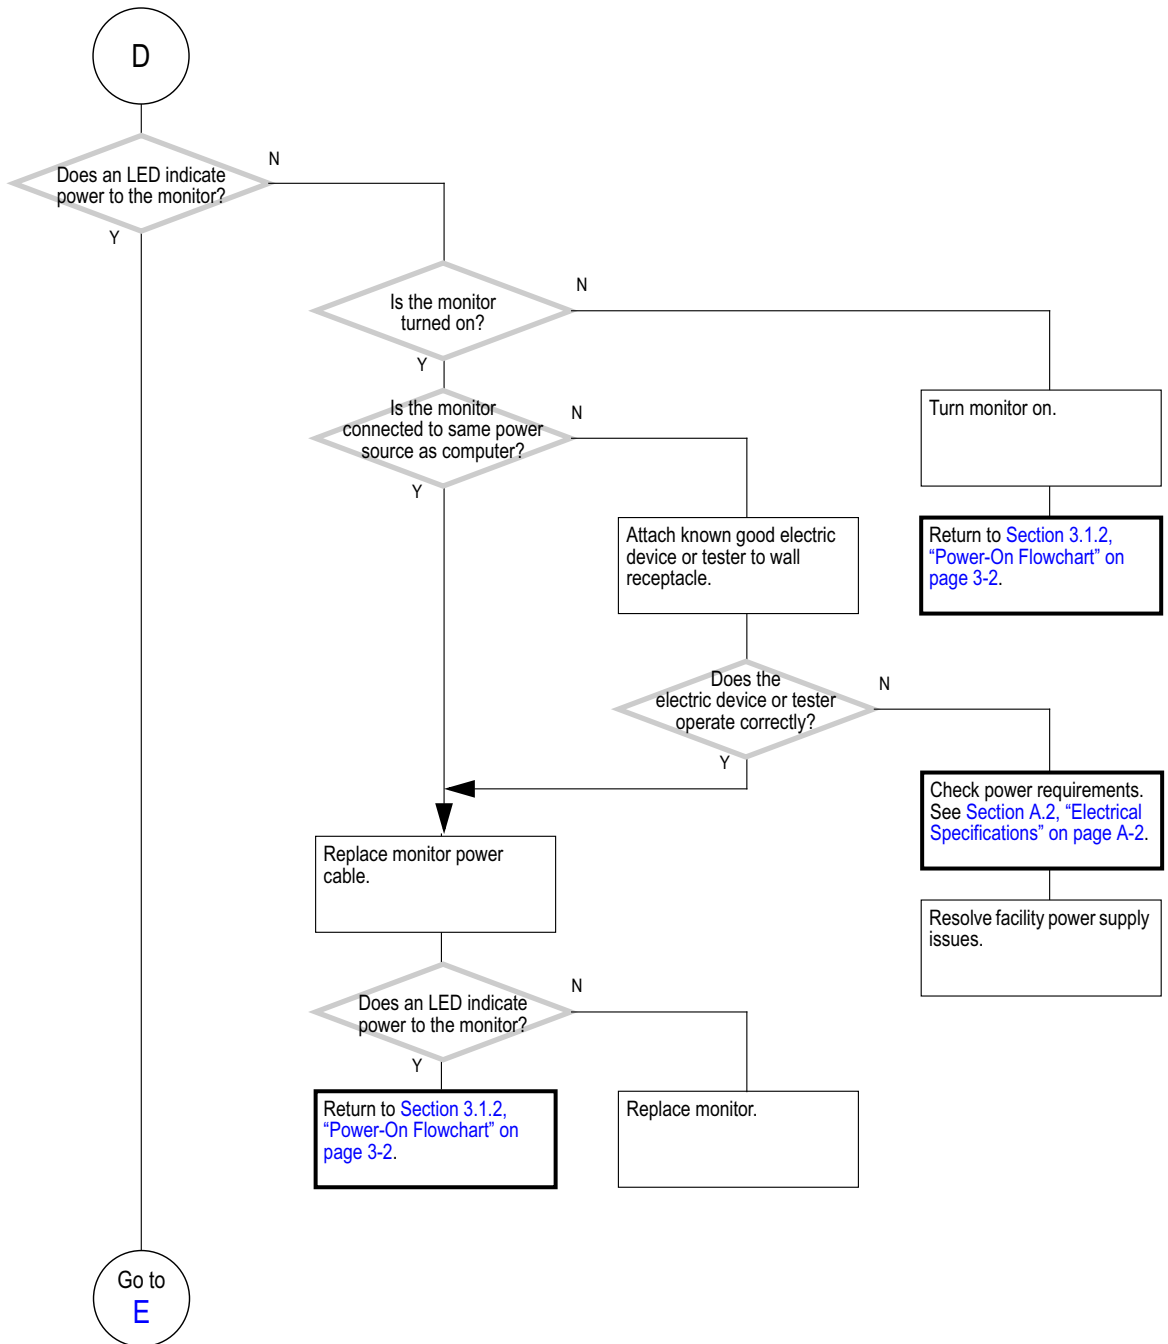 D
Does an LED indicate
power to the monitor?
N
Y
Is the monitor
turned on?
N
Y
Turn monitor on.
Is the monitor
connected to same power
source as computer?
N
Y
Attach known good electric
device or tester to wall
receptacle.
Return to Section 3.1.2,
“Power-On Flowchart” on
page 3-2.
Does the
electric device or tester
operate correctly?
N
Y
Check power requirements.
See Section A.2, “Electrical
Specifications” on page A-2.
Replace monitor power
cable.
Resolve facility power supply
issues.
Does an LED indicate
power to the monitor?
N
Y
Return to Section 3.1.2,
“Power-On Flowchart” on
page 3-2.
Replace monitor.
Go to
E